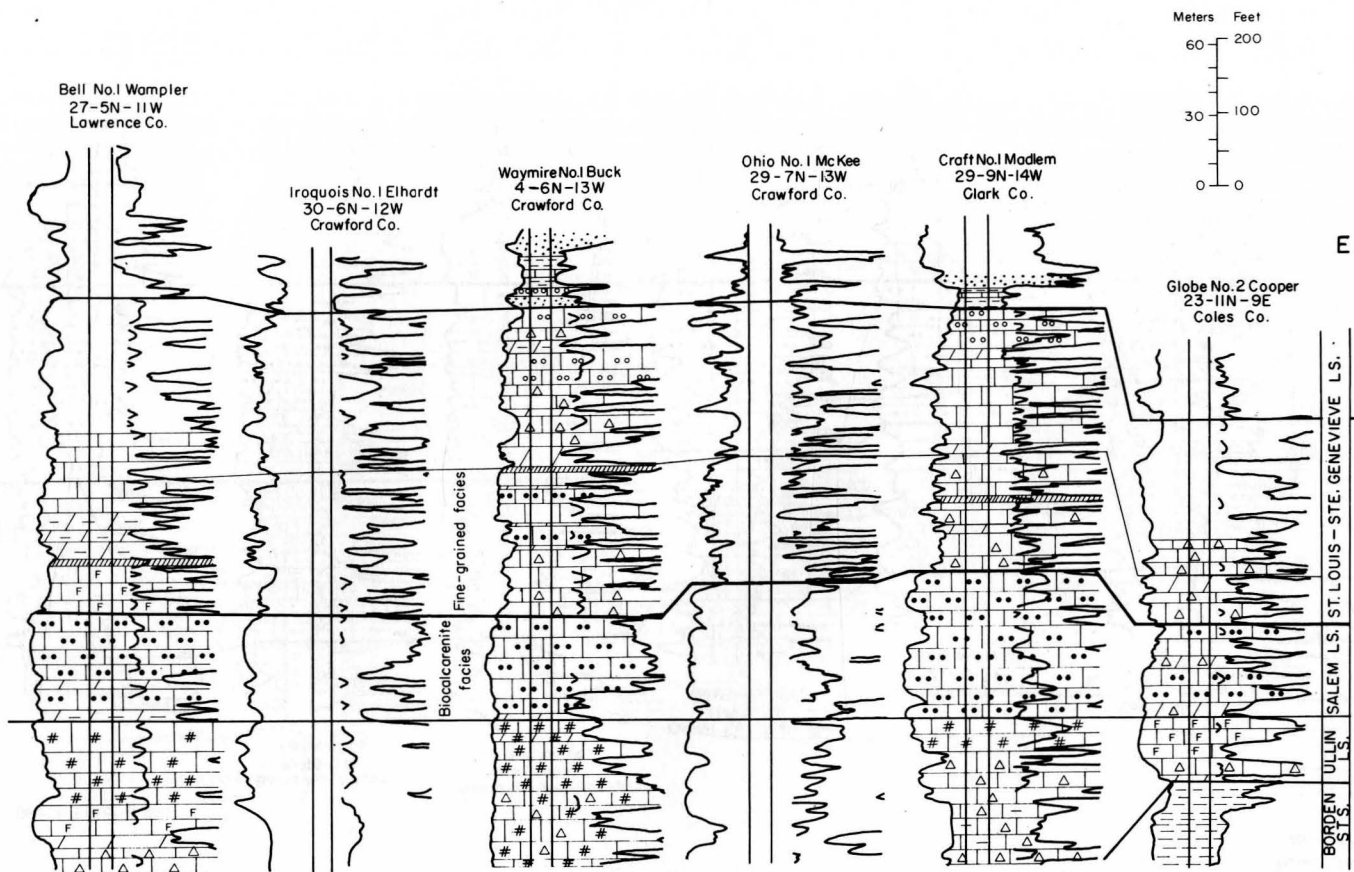 Meters Feet
60 200
30 100
0 0
Bell No.1 Wampler
27-5N-11W
Lawrence Co.
Iroquois No.1 Elhardt
30-6N-12W
Crawford Co.
Waymire No.1 Buck
4-6N-13W
Crawford Co.
Ohio No.1 McKee
29-7N-13W
Crawford Co.
Craft No.1 Madlem
29-9N-14W
Clark Co.
E
Globe No.2 Cooper
23-11N-9E
Coles Co.
Fine-grained facies
Biocalcarenite
facies
ST. LOUIS - STE. GENEVIEVE LS.
SALEM LS.
ULLIN
LS.
BORDEN
STS.